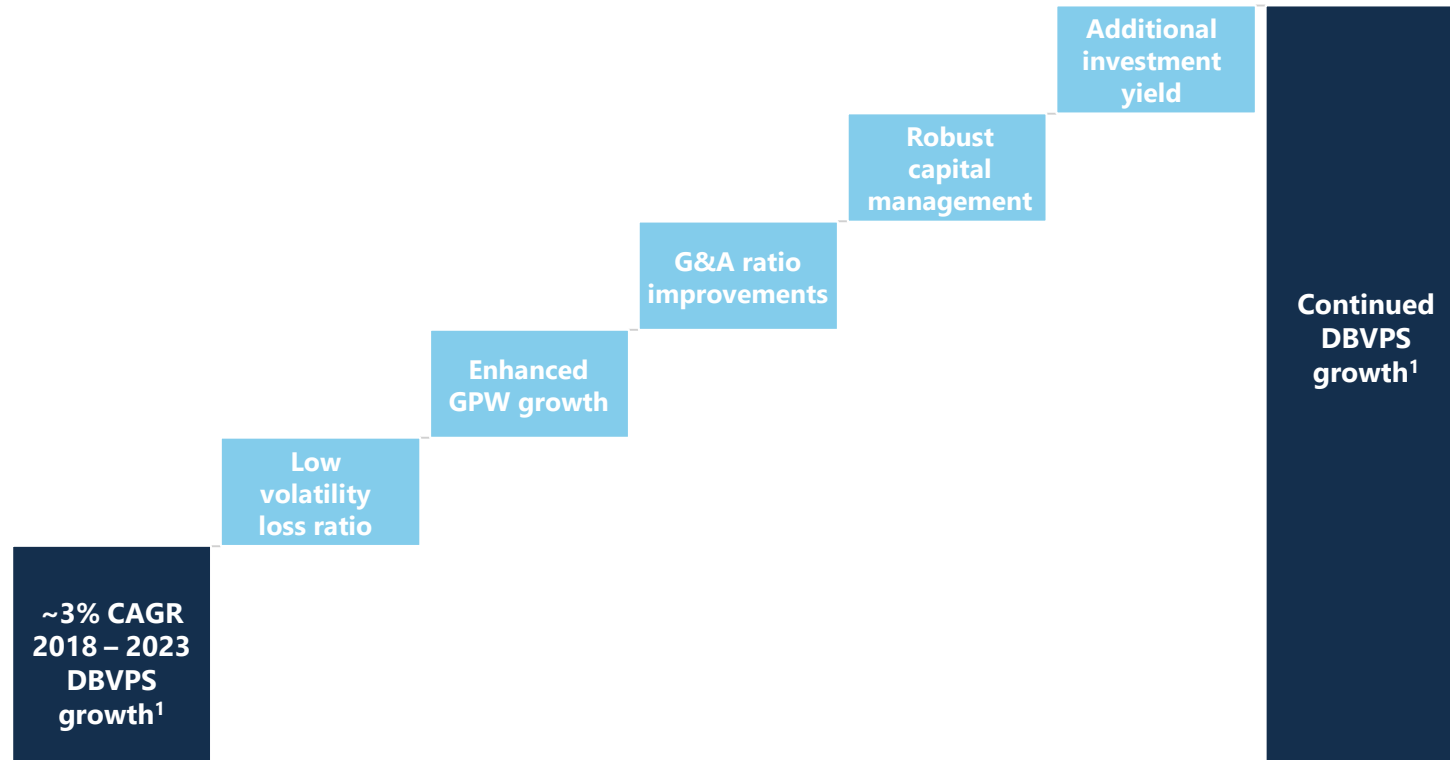 ~3% CAGR
2018 – 2023
DBVPS
growth¹
Low
volatility
loss ratio
Enhanced
GPW growth
G&A ratio
improvements
Robust
capital
management
Additional
investment
yield
Continued
DBVPS
growth¹